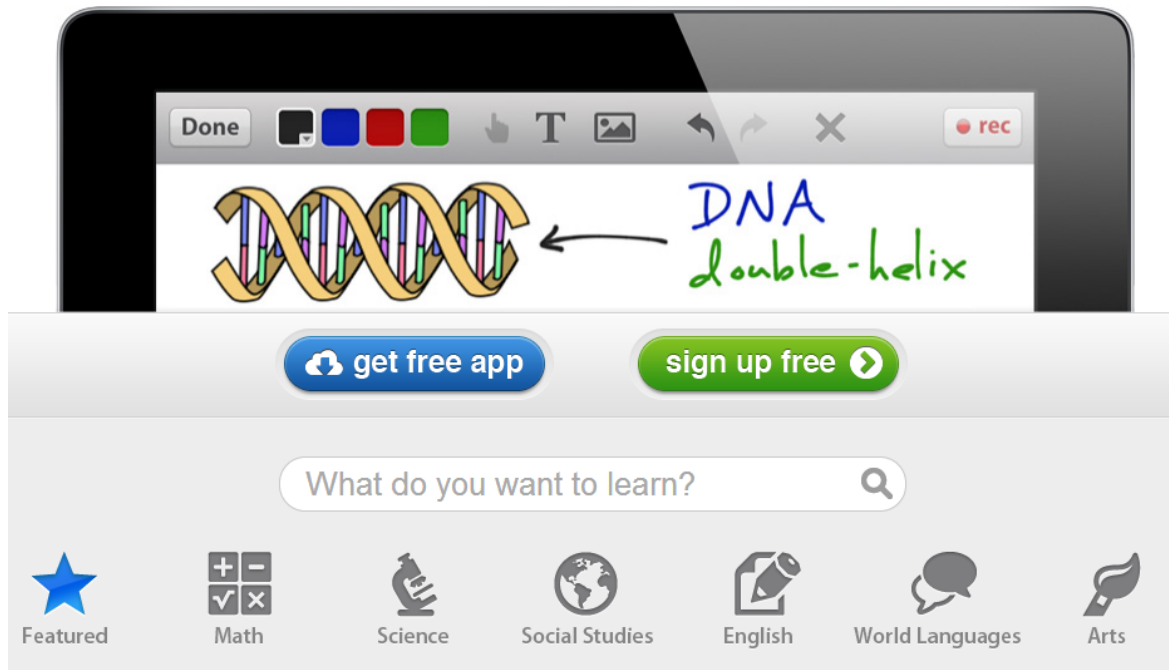 Done
T
rec
DNA
double-helix
get free app
sign up free
What do you want to learn?
Featured
Math
Science
Social Studies
English
World Languages
Arts